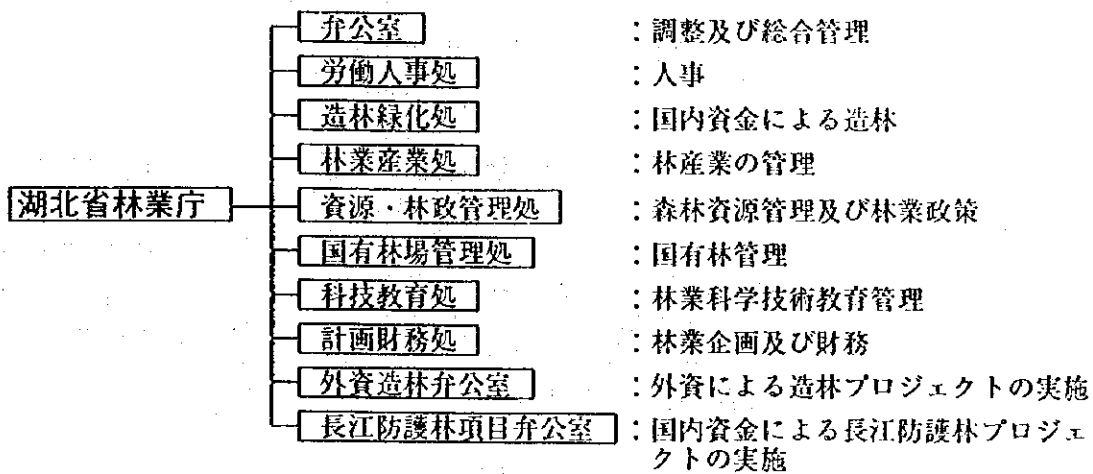 弁公室 ：調整及び総合管理
労働人事処 ：人事
造林緑化処 ：国内資金による造林
林業産業処 ：林産業の管理
湖北省林業庁 資源・林政管理処 ：森林資源管理及び林業政策
国有林場管理処 ：国有林管理
科技教育処 ：林業科学技術教育管理
計画財務処 ：林業企画及び財務
外資造林弁公室 ：外資による造林プロジェクトの実施
長江防護林項目弁公室 ：国内資金による長江防護林プロジェ
クトの実施